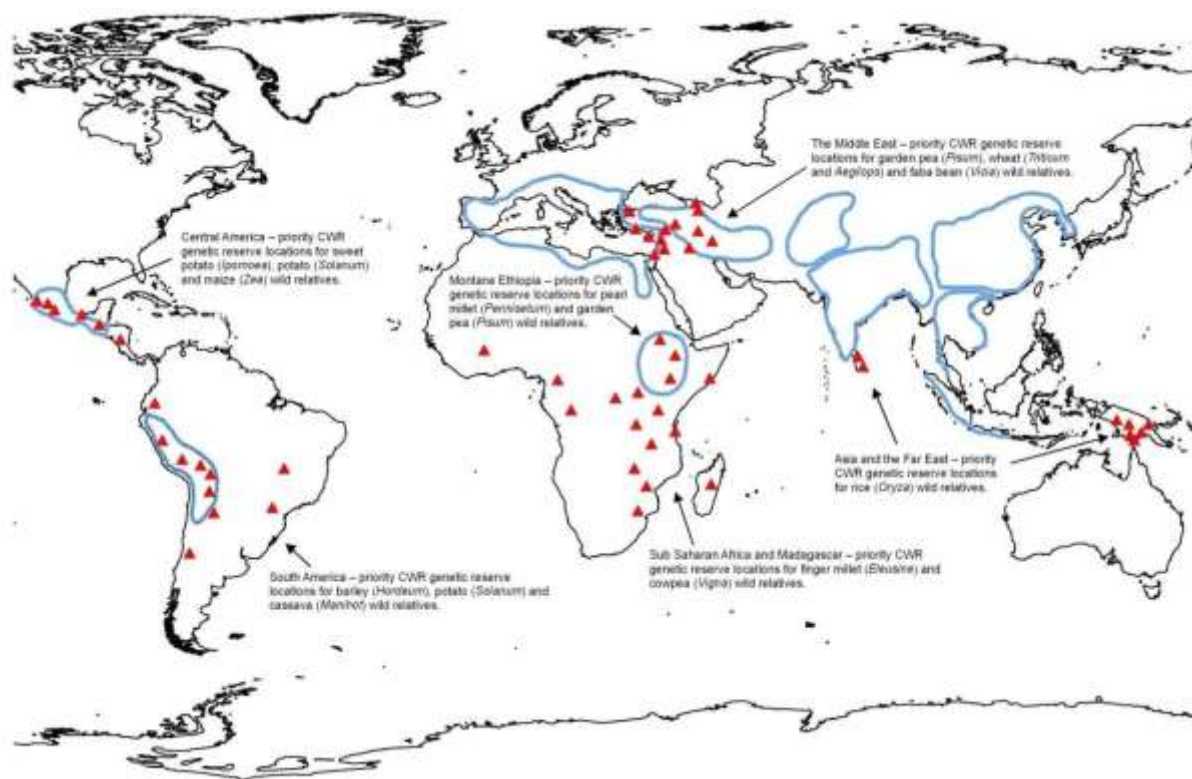 The Middle East – priority CWR genetic reserve
locations for garden pea (Pisum), wheat (Triticum
and Aegilops) and faba bean (Vicia) wild relatives.
Central America – priority CWR
genetic reserve locations for sweet
potato (Ipomoea), potato (Solanum)
and maize (Zea) wild relatives.
Montane Ethiopia – priority CWR
genetic reserve locations for pearl
millet (Pennisetum) and garden
pea (Pisum) wild relatives.
Asia and the Far East – priority
CWR genetic reserve locations
for rice (Oryza) wild relatives.
Sub Saharan Africa and Madagascar – priority CWR
genetic reserve locations for finger millet (Eleusine) and
cowpea (Vigna) wild relatives.
South America – priority CWR genetic reserve
locations for barley (Hordeum), potato (Solanum) and
cassava (Manihot) wild relatives.